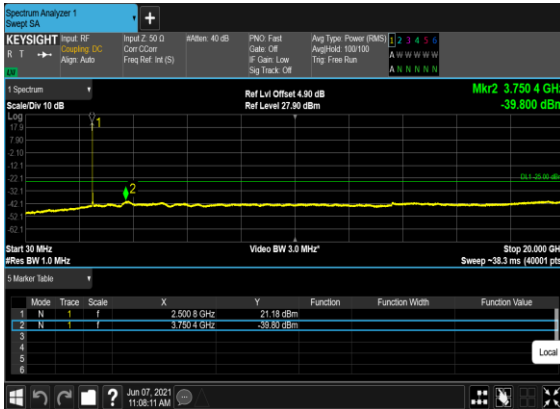 Spectrum Analyzer 1
Swept SA
+
KEYSIGHT Input: RF Input Z: 50 Ω #Atten: 40 dB PNO: Fast Avg Type: Power (RMS) 1 2 3 4 5 6
R T Coupling: DC Corr CCorr Gate: Off Avg|Hold: 100/100 A W W W W W
Align: Auto Freq Ref: Int (S) IF Gain: Low Trig: Free Run
Sig Track: Off A N N N N N
LW
1 Spectrum Ref Lvl Offset 4.90 dB Mkr2 3.750 4 GHz
Scale/Div 10 dB Ref Level 27.90 dBm -39.800 dBm
Log
17.9
7.90
-2.10
-12.1
-22.1
-32.1
-42.1
-52.1
-62.1
1
2
DL1 -25.00 dBm
Start 30 MHz Video BW 3.0 MHz* Stop 20.000 GHz
#Res BW 1.0 MHz Sweep ~38.3 ms (40001 pts)
5 Marker Table
Mode Trace Scale X Y Function Function Width Function Value
1 N 1 f 2.500 8 GHz 21.18 dBm
2 N 1 f 3.750 4 GHz -39.80 dBm
3
4
5
6
Local
?
Jun 07, 2021
11:08:11 AM